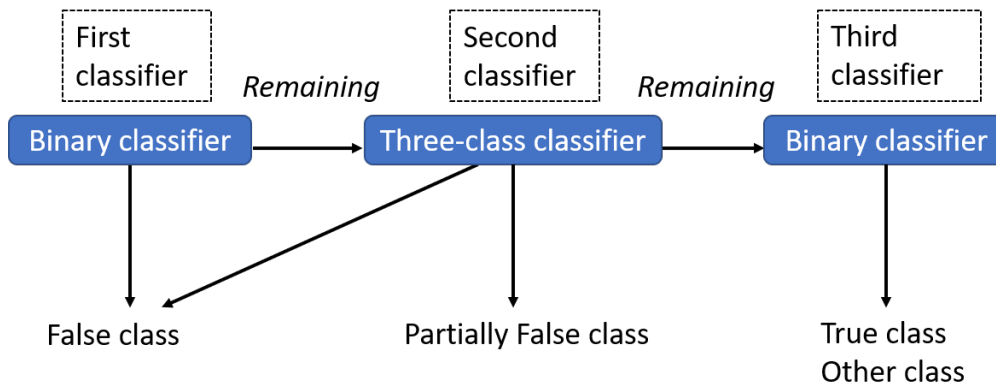 First
classifier
Second
classifier
Third
classifier
Remaining
Remaining
Binary classifier
Three-class classifier
Binary classifier
False class
Partially False class
True class
Other class